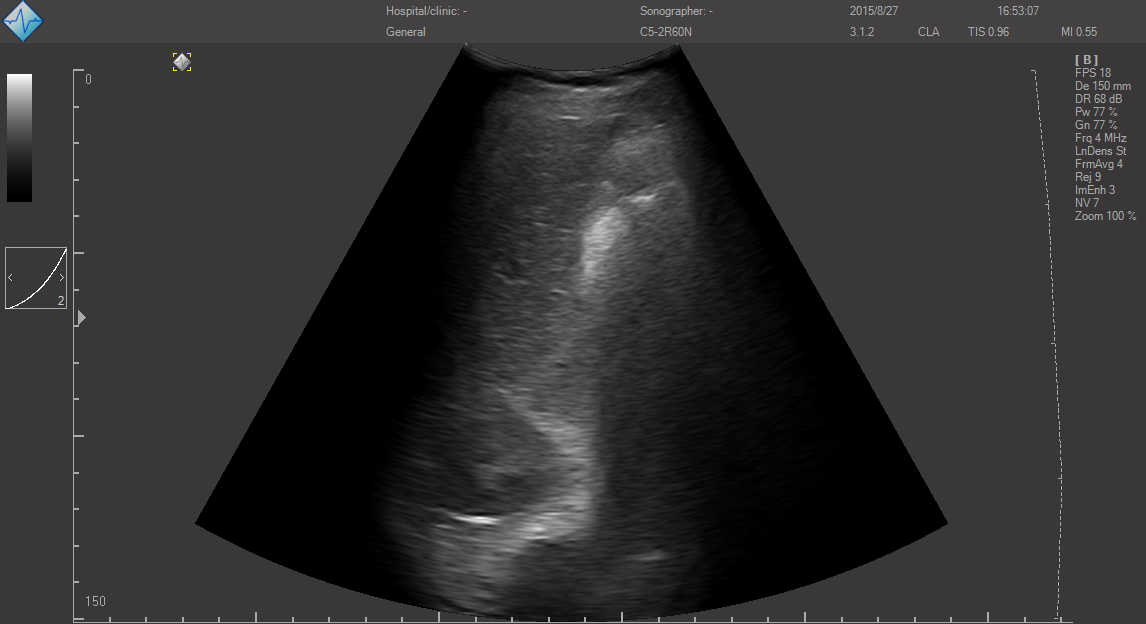 Hospital/clinic: - Sonographer: - 2015/8/27 16:53:07
General C5-2R60N 3.1.2 CLA TIS 0.96 MI 0.55
[ B ]
FPS 18
De 150 mm
DR 68 dB
Pw 77 %
Gn 77 %
Frq 4 MHz
LnDens St
FrmAvg 4
Rej 9
ImEnh 3
NV 7
Zoom 100 %
0
2
150